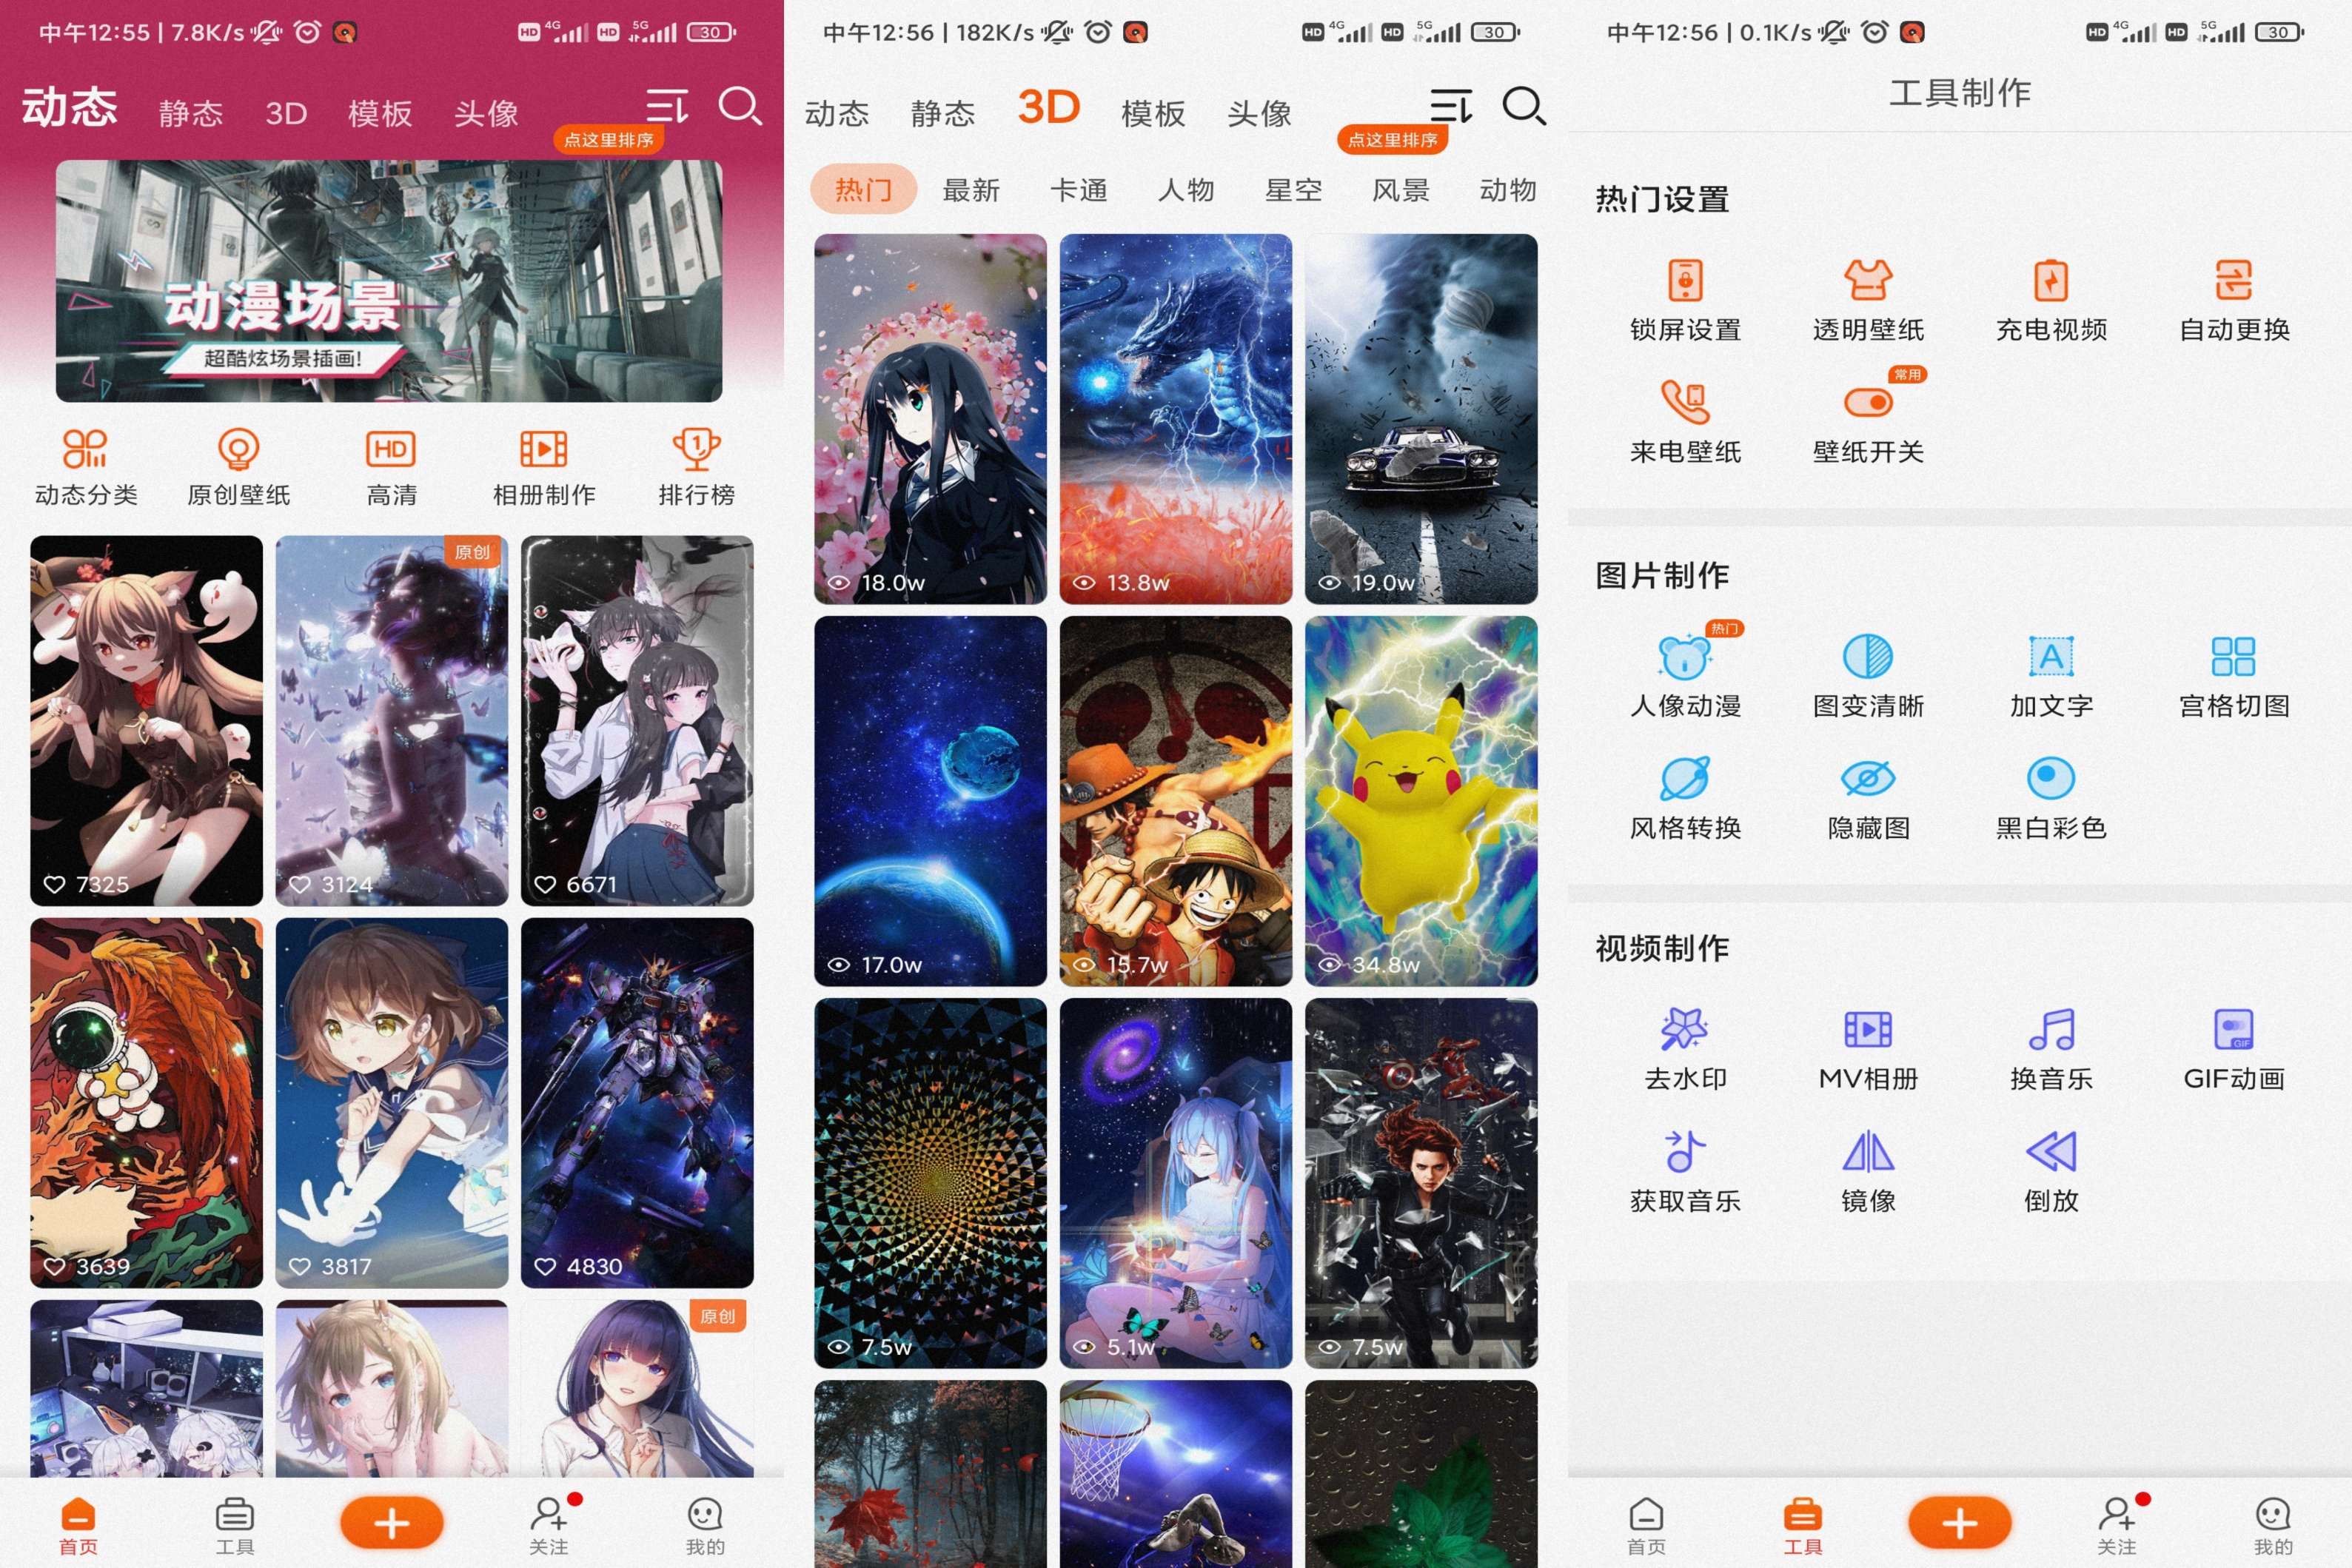 中午12:55 | 7.8K/s
HD 4G HD 5G 30
动态 静态 3D 模板 头像
点这里排序
动漫场景
超酷炫场景插画!
动态分类 原创壁纸 HD 高清 相册制作 1 排行榜
原创
7325 3124 6671
3639 3817 4830
原创
首页 工具 关注 我的
中午12:56 | 182K/s
HD 4G HD 5G 30
动态 静态 3D 模板 头像
点这里排序
热门 最新 卡通 人物 星空 风景 动物
18.0w 13.8w 19.0w
17.0w 15.7w 34.8w
7.5w 5.1w 7.5w
中午12:56 | 0.1K/s
HD 4G HD 5G 30
工具制作
热门设置
锁屏设置 透明壁纸 充电视频 自动更换
常用
来电壁纸 壁纸开关
图片制作
热门
A
人像动漫 图变清晰 加文字 宫格切图
风格转换 隐藏图 黑白彩色
视频制作
GIF
去水印 MV相册 换音乐 GIF动画
获取音乐 镜像 倒放
首页 工具 关注 我的